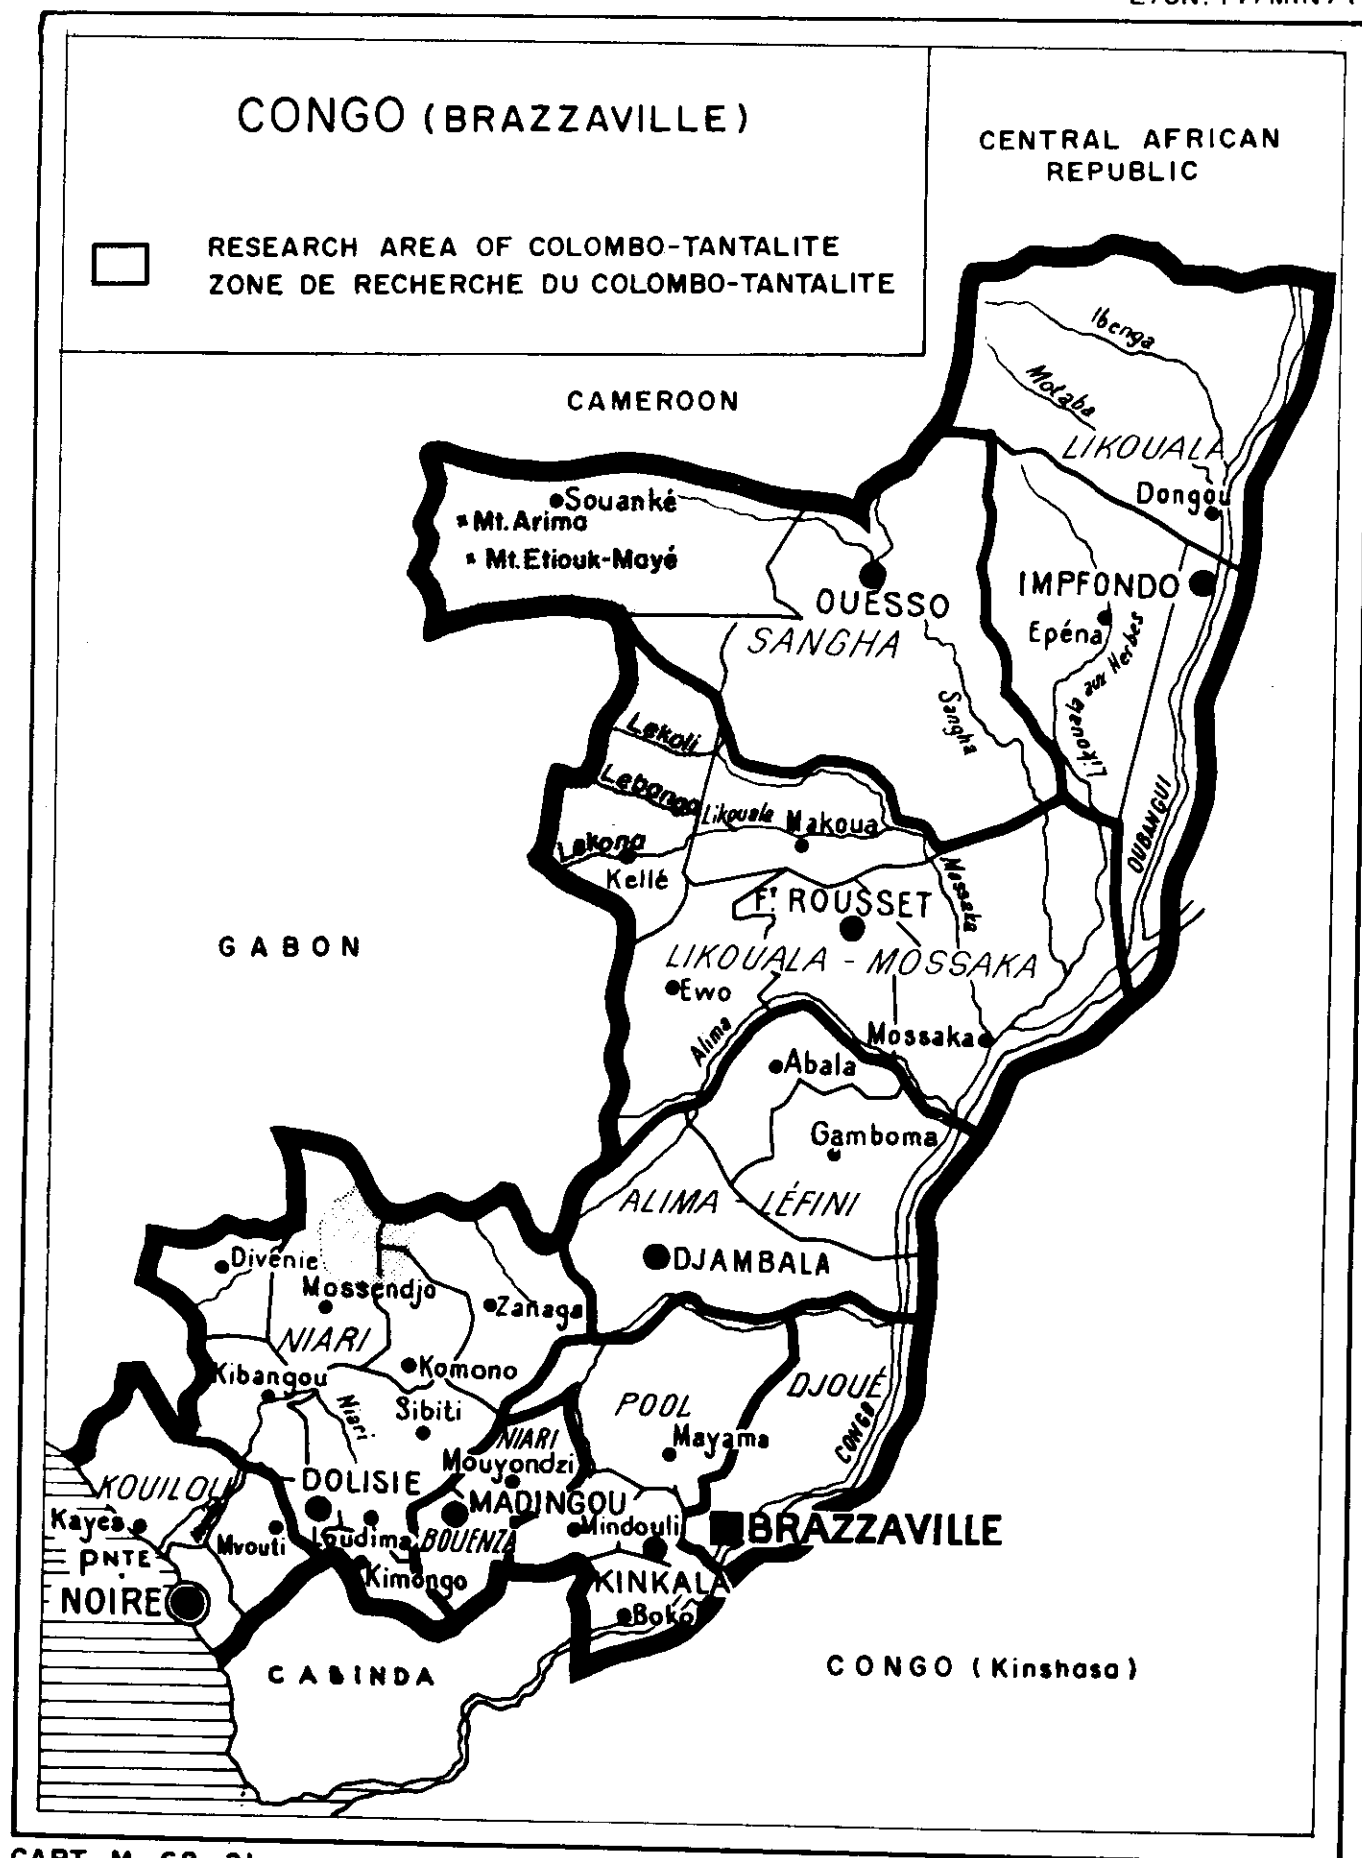 CONGO (BRAZZAVILLE)
RESEARCH AREA OF COLOMBO-TANTALITE
ZONE DE RECHERCHE DU COLOMBO-TANTALITE
CENTRAL AFRICAN
REPUBLIC
CAMEROON
Ibenga
Motaba
LIKOUALA
Dongou
Souanké
Mt. Arima
Mt. Etiouk-Mayé
OUESSO
SANGHA
IMPFONDO
Epéna
Likouala aux Herbes
Sangha
Lekoli
Lebango
Likouala
Makoua
Lekona
Kellé
OUBANGUI
Mossaka
Ft. ROUSSET
GABON
LIKOUALA - MOSSAKA
Ewo
Alima
Mossaka
Abala
Gamboma
ALIMA - LÉFINI
DJAMBALA
Divénie
Mossendjo
Zanaga
NIARI
Komono
Kibangou
Niari
Sibiti
POOL
DJOUÉ
CONGO
NIARI
Mayama
Mouyondzi
KOUILOU
DOLISIE
MADINGOU
Kayes
Mvouti
Loudima
BOUENZA
Mindouli
BRAZZAVILLE
PNTE
NOIRE
Kimongo
KINKALA
Boko
CABINDA
CONGO (Kinshasa)